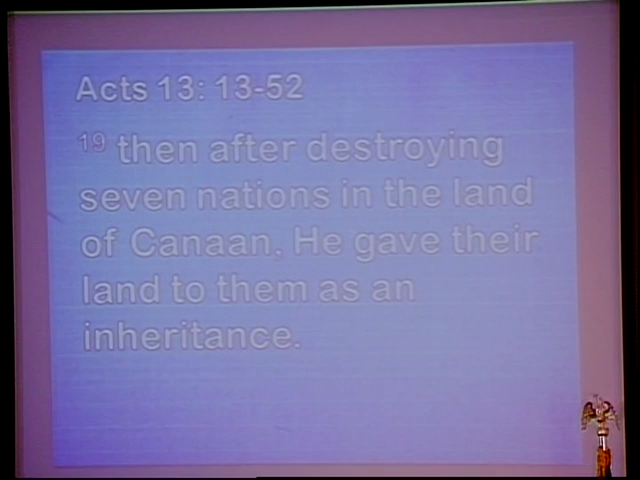 Acts 13: 13-52
19 then after destroying
seven nations in the land
of Canaan, He gave their
land to them as an
inheritance.